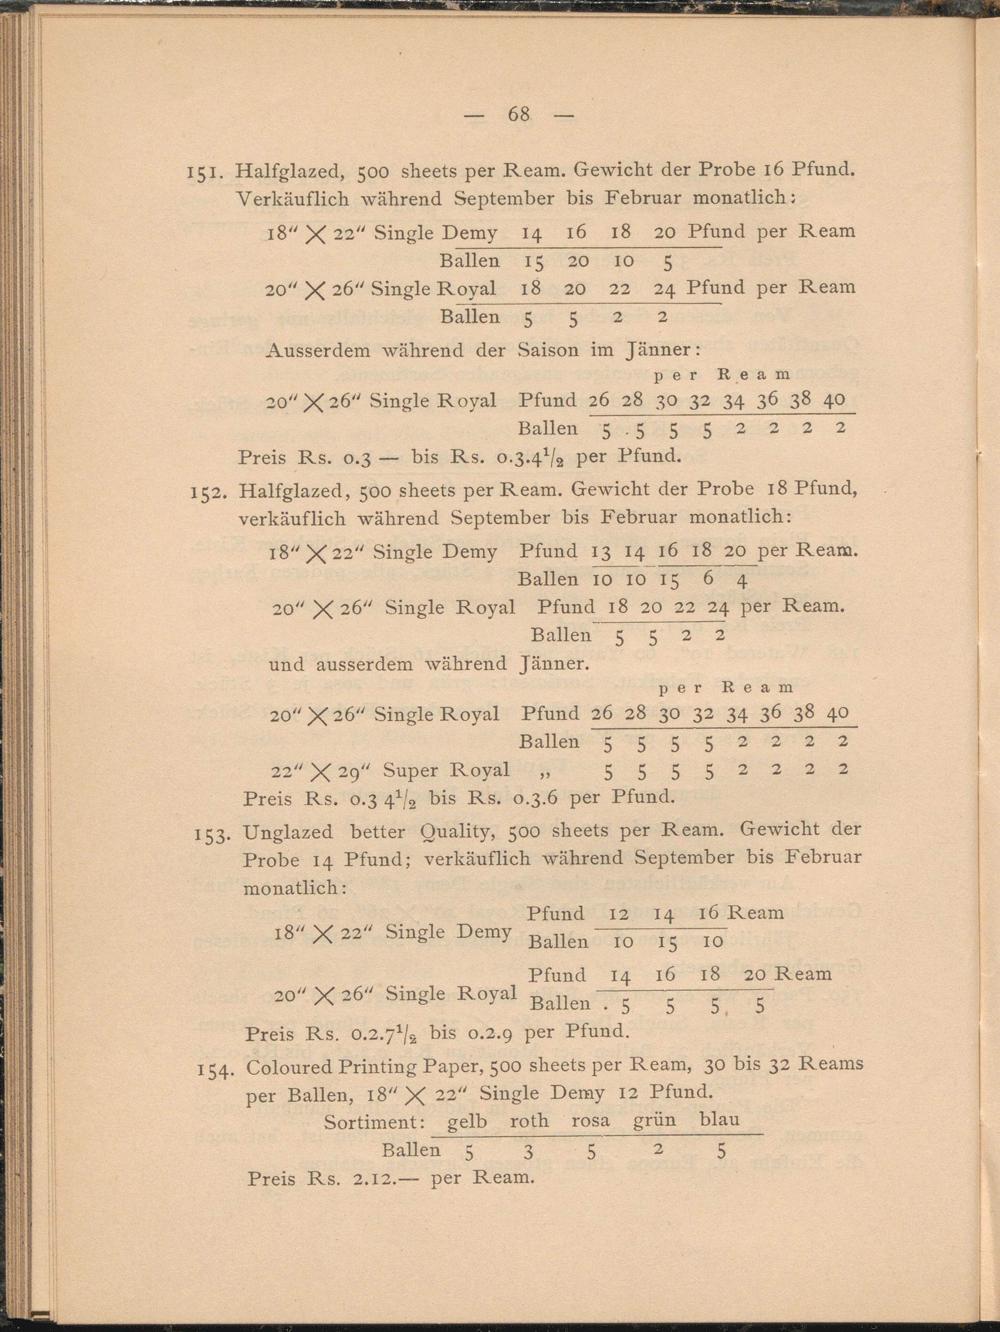 — 68 —
151. Halfglazed, 500 sheets per Ream. Gewicht der Probe 16 Pfund.
Verkäuflich während September bis Februar monatlich:
18" × 22" Single Demy 14 16 18 20 Pfund per Ream
Ballen 15 20 10 5
20" × 26" Single Royal 18 20 22 24 Pfund per Ream
Ballen 5 5 2 2
Ausserdem während der Saison im Jänner:
per Ream
20" × 26" Single Royal Pfund 26 28 30 32 34 36 38 40
Ballen 5 5 5 5 2 2 2 2
Preis Rs. 0.3 — bis Rs. 0.3.4½ per Pfund.
152. Halfglazed, 500 sheets per Ream. Gewicht der Probe 18 Pfund,
verkäuflich während September bis Februar monatlich:
18" × 22" Single Demy Pfund 13 14 16 18 20 per Ream.
Ballen 10 10 15 6 4
20" × 26" Single Royal Pfund 18 20 22 24 per Ream.
Ballen 5 5 2 2
und ausserdem während Jänner.
per Ream
20" × 26" Single Royal Pfund 26 28 30 32 34 36 38 40
Ballen 5 5 5 5 2 2 2 2
22" × 29" Super Royal „ 5 5 5 5 2 2 2 2
Preis Rs. 0.3 4½ bis Rs. 0.3.6 per Pfund.
153. Unglazed better Quality, 500 sheets per Ream. Gewicht der
Probe 14 Pfund; verkäuflich während September bis Februar
monatlich:
18" × 22" Single Demy Pfund 12 14 16 Ream
Ballen 10 15 10
20" × 26" Single Royal Pfund 14 16 18 20 Ream
Ballen . 5 5 5 5
Preis Rs. 0.2.7½ bis 0.2.9 per Pfund.
154. Coloured Printing Paper, 500 sheets per Ream, 30 bis 32 Reams
per Ballen, 18" × 22" Single Demy 12 Pfund.
Sortiment: gelb roth rosa grün blau
Ballen 5 3 5 2 5
Preis Rs. 2.12.— per Ream.